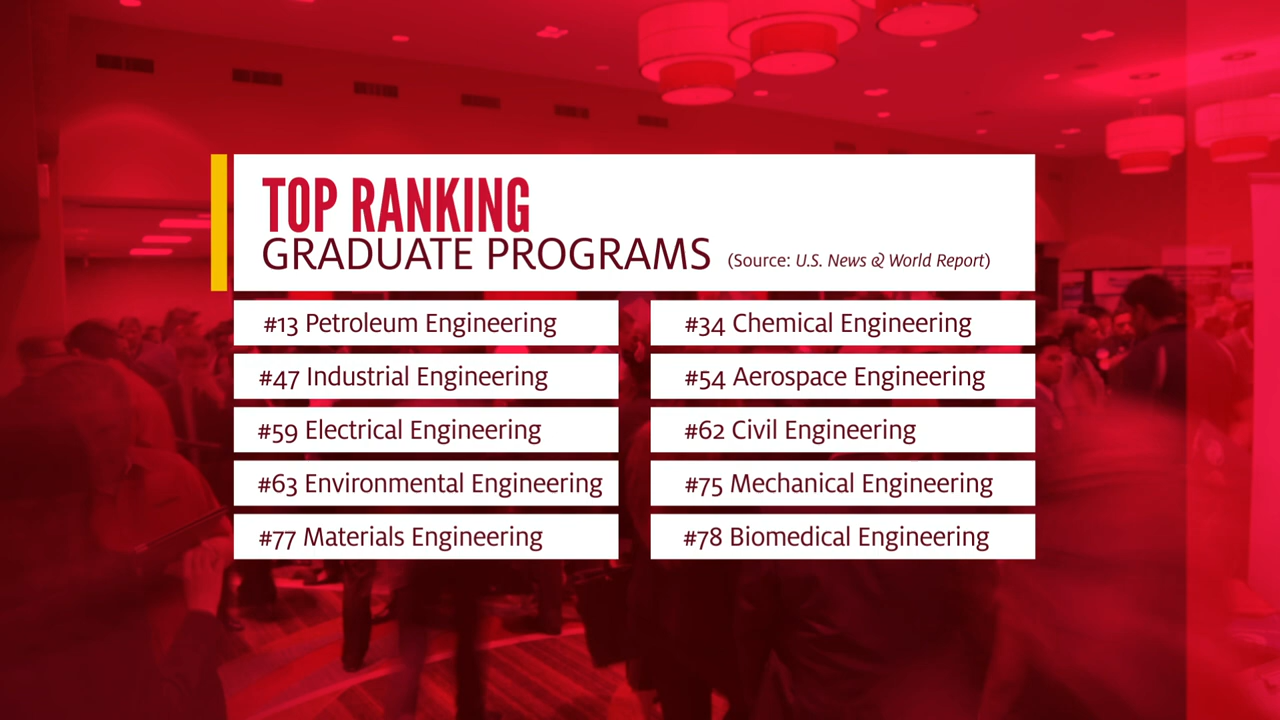 TOP RANKING
GRADUATE PROGRAMS (Source: U.S. News & World Report)
#13 Petroleum Engineering
#34 Chemical Engineering
#47 Industrial Engineering
#54 Aerospace Engineering
#59 Electrical Engineering
#62 Civil Engineering
#63 Environmental Engineering
#75 Mechanical Engineering
#77 Materials Engineering
#78 Biomedical Engineering